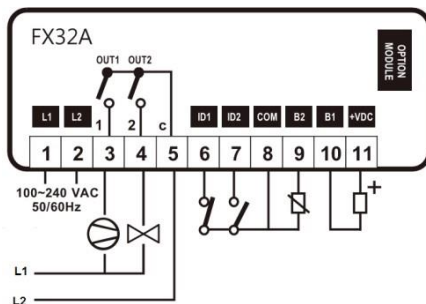 FX32A
OPTION
MODULE
OUT1 OUT2
L1 L2 1 2 c ID1 ID2 COM B2 B1 +VDC
1 2 3 4 5 6 7 8 9 10 11
100~240 VAC
50/60Hz
+
L1
L2